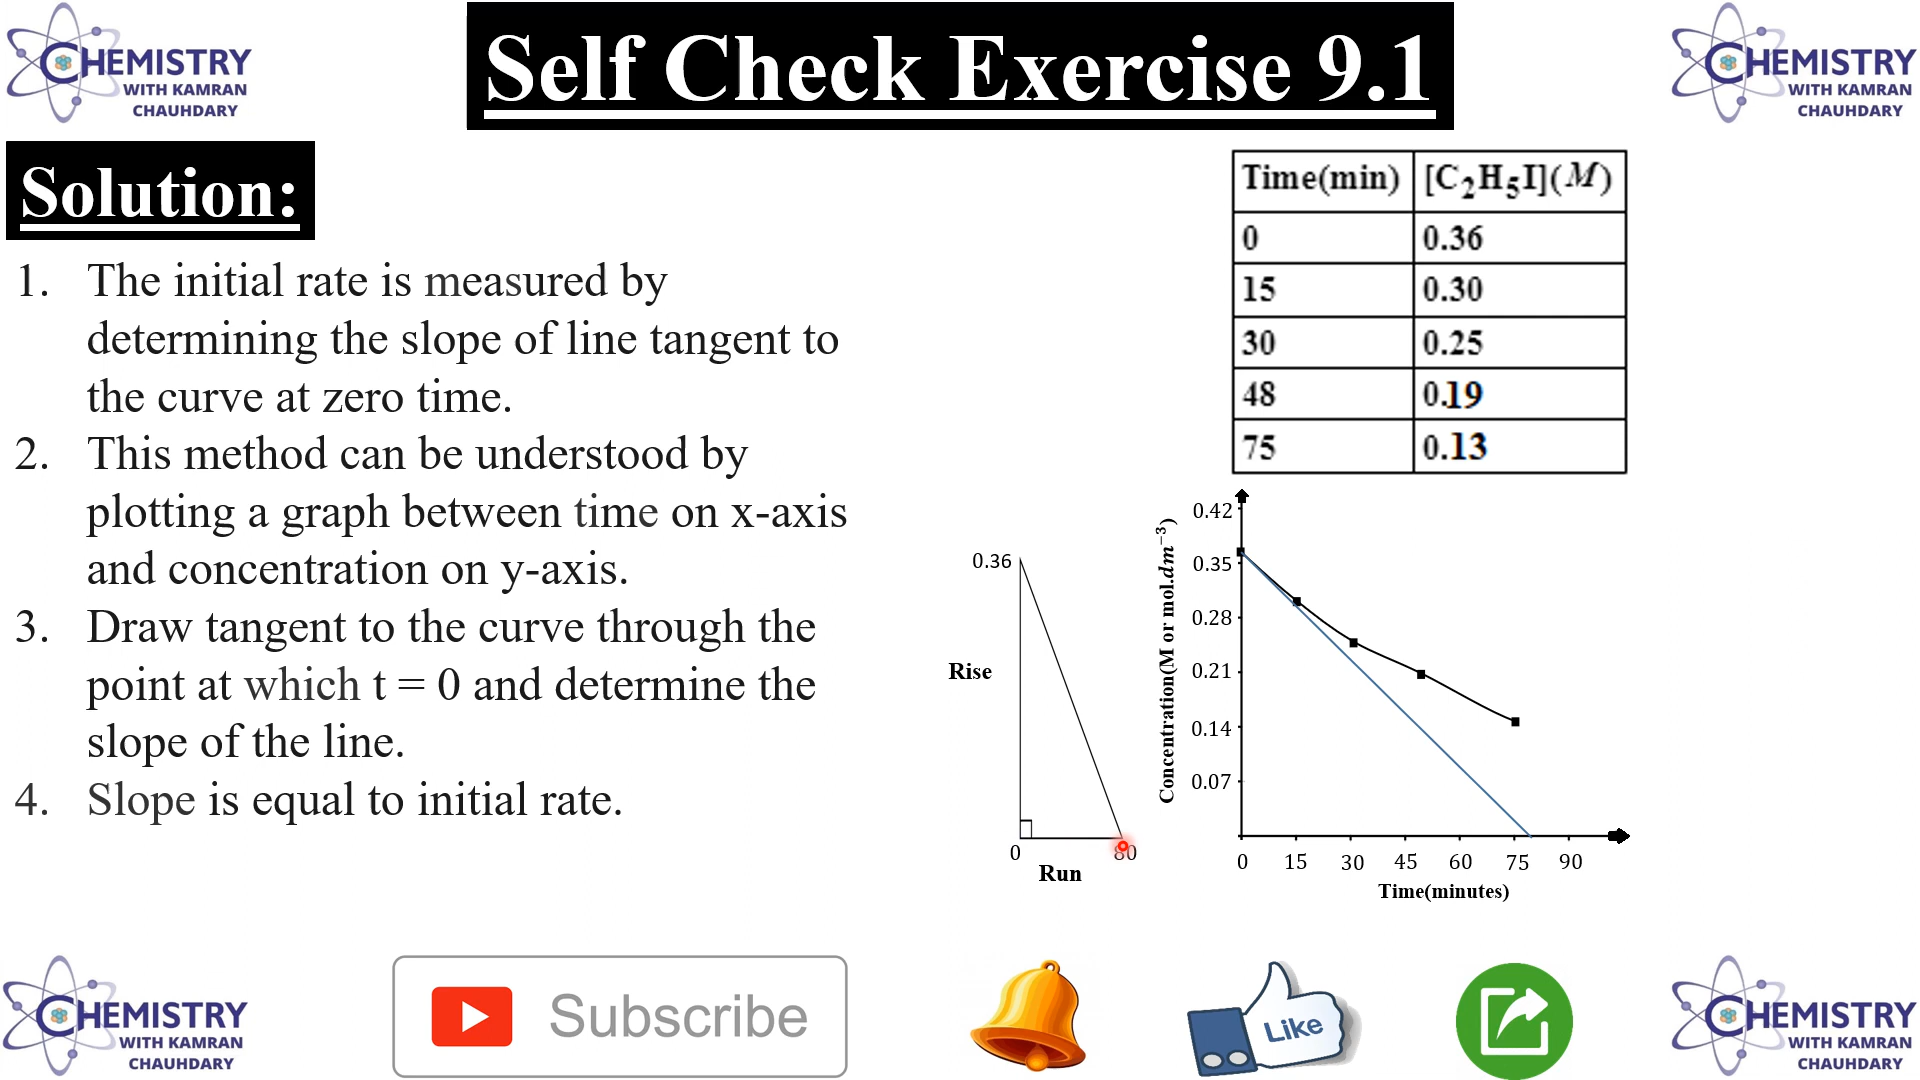 CHEMISTRY
WITH KAMRAN
CHAUHDARY
Self Check Exercise 9.1
CHEMISTRY
WITH KAMRAN
CHAUHDARY
Solution:
1. The initial rate is measured by
determining the slope of line tangent to
the curve at zero time.
2. This method can be understood by
plotting a graph between time on x-axis
and concentration on y-axis.
3. Draw tangent to the curve through the
point at which t = 0 and determine the
slope of the line.
4. Slope is equal to initial rate.
Time(min) [C₂H₅I](M)
0 0.36
15 0.30
30 0.25
48 0.19
75 0.13
0.36
Rise
0 80
Run
Concentration(M or mol.dm⁻³)
0.42
0.35
0.28
0.21
0.14
0.07
0 15 30 45 60 75 90
Time(minutes)
CHEMISTRY
WITH KAMRAN
CHAUHDARY
Subscribe
Like
CHEMISTRY
WITH KAMRAN
CHAUHDARY